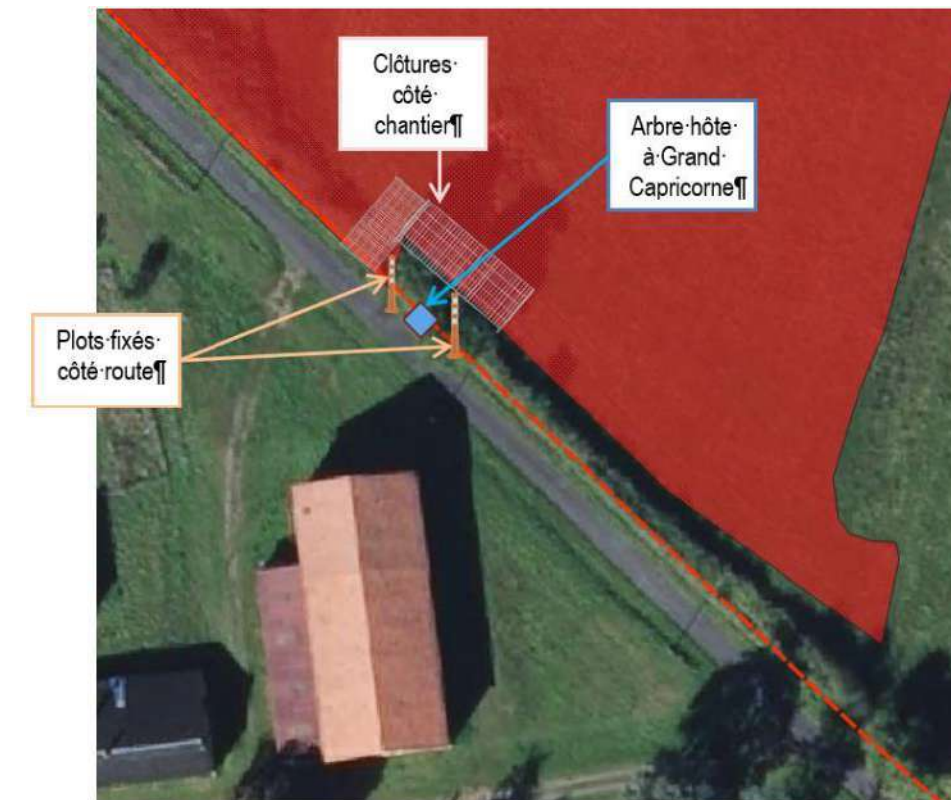 Clôtures·
côté·
chantier¶
Arbre·hôte·
à·Grand·
Capricorne¶
Plots·fixés·
côté·route¶